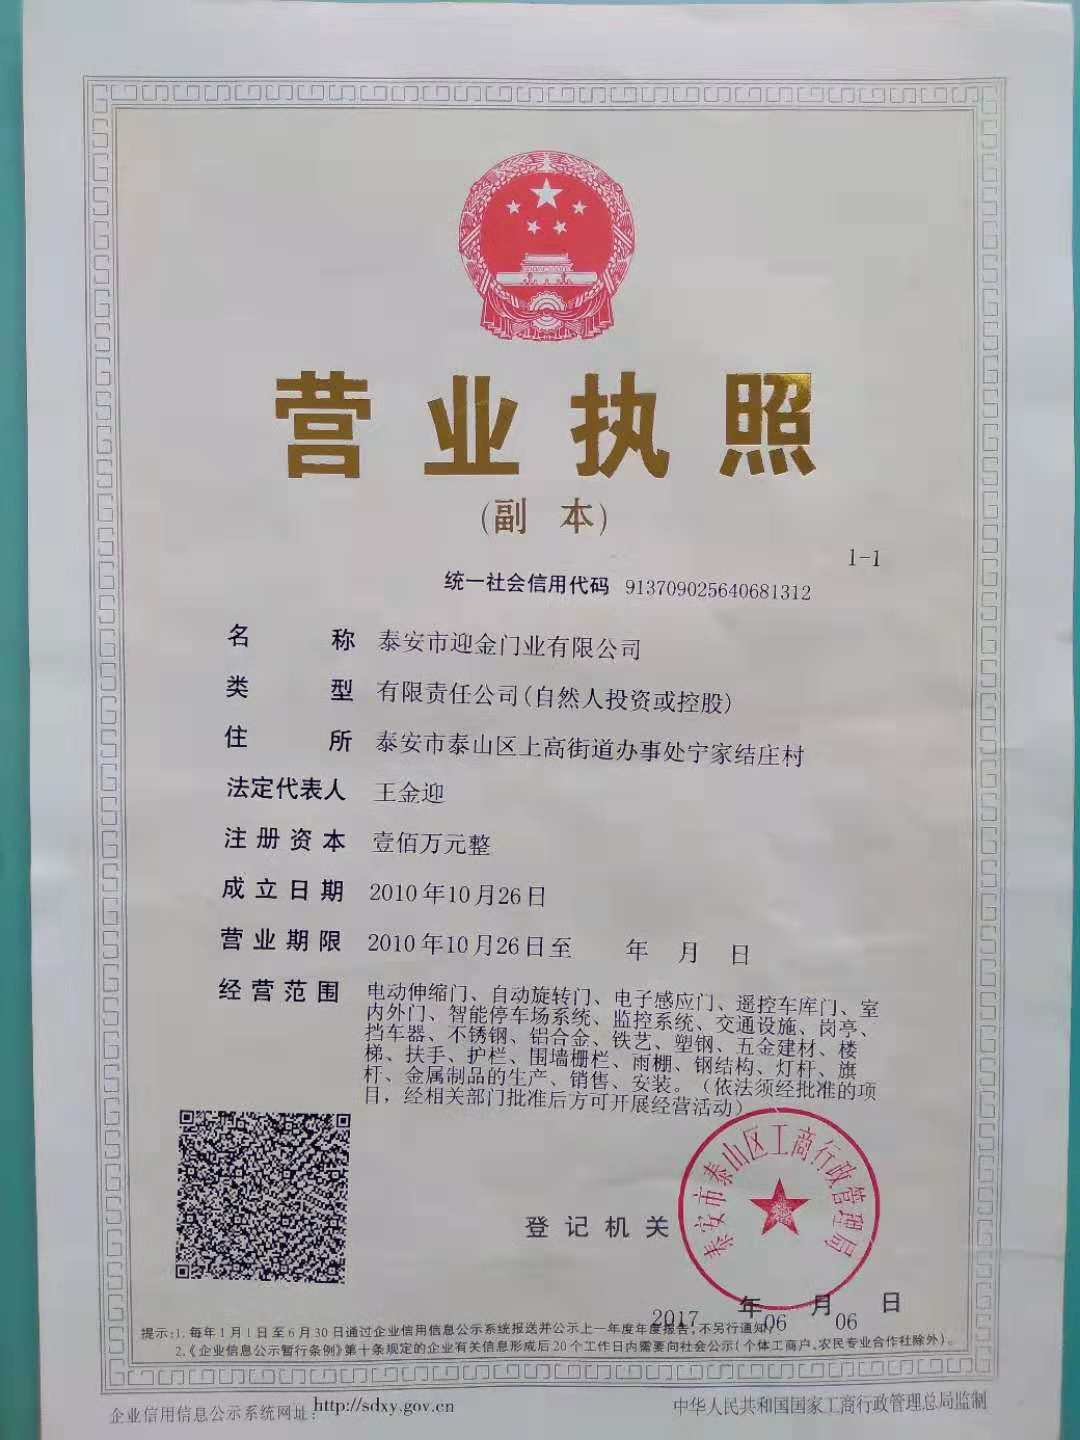 营业执照
(副 本)
1-1
统一社会信用代码 913709025640681312
名 称 泰安市迎金门业有限公司
类 型 有限责任公司(自然人投资或控股)
住 所 泰安市泰山区上高街道办事处宁家结庄村
法定代表人 王金迎
注册资本 壹佰万元整
成立日期 2010年10月26日
营业期限 2010年10月26日至 年 月 日
经营范围 电动伸缩门、自动旋转门、电子感应门、遥控车库门、室
内外门、智能停车场系统、监控系统、交通设施、岗亭、
挡车器、不锈钢、铝合金、铁艺、塑钢、五金建材、楼
梯、扶手、护栏、围墙栅栏、雨棚、钢结构、灯杆、旗
杆、金属制品的生产、销售、安装。（依法须经批准的项
目，经相关部门批准后方可开展经营活动）
泰安市泰山区工商行政管理局
登记机关
2017 年 06 月 06 日
提示:1. 每年1月1日至6月30日通过企业信用信息公示系统报送并公示上一年度年度报告,不另行通知;
2.《企业信息公示暂行条例》第十条规定的企业有关信息形成后20个工作日内需要向社会公示(个体工商户、农民专业合作社除外)。
企业信用信息公示系统网址: http://sdxy.gov.cn
中华人民共和国国家工商行政管理总局监制